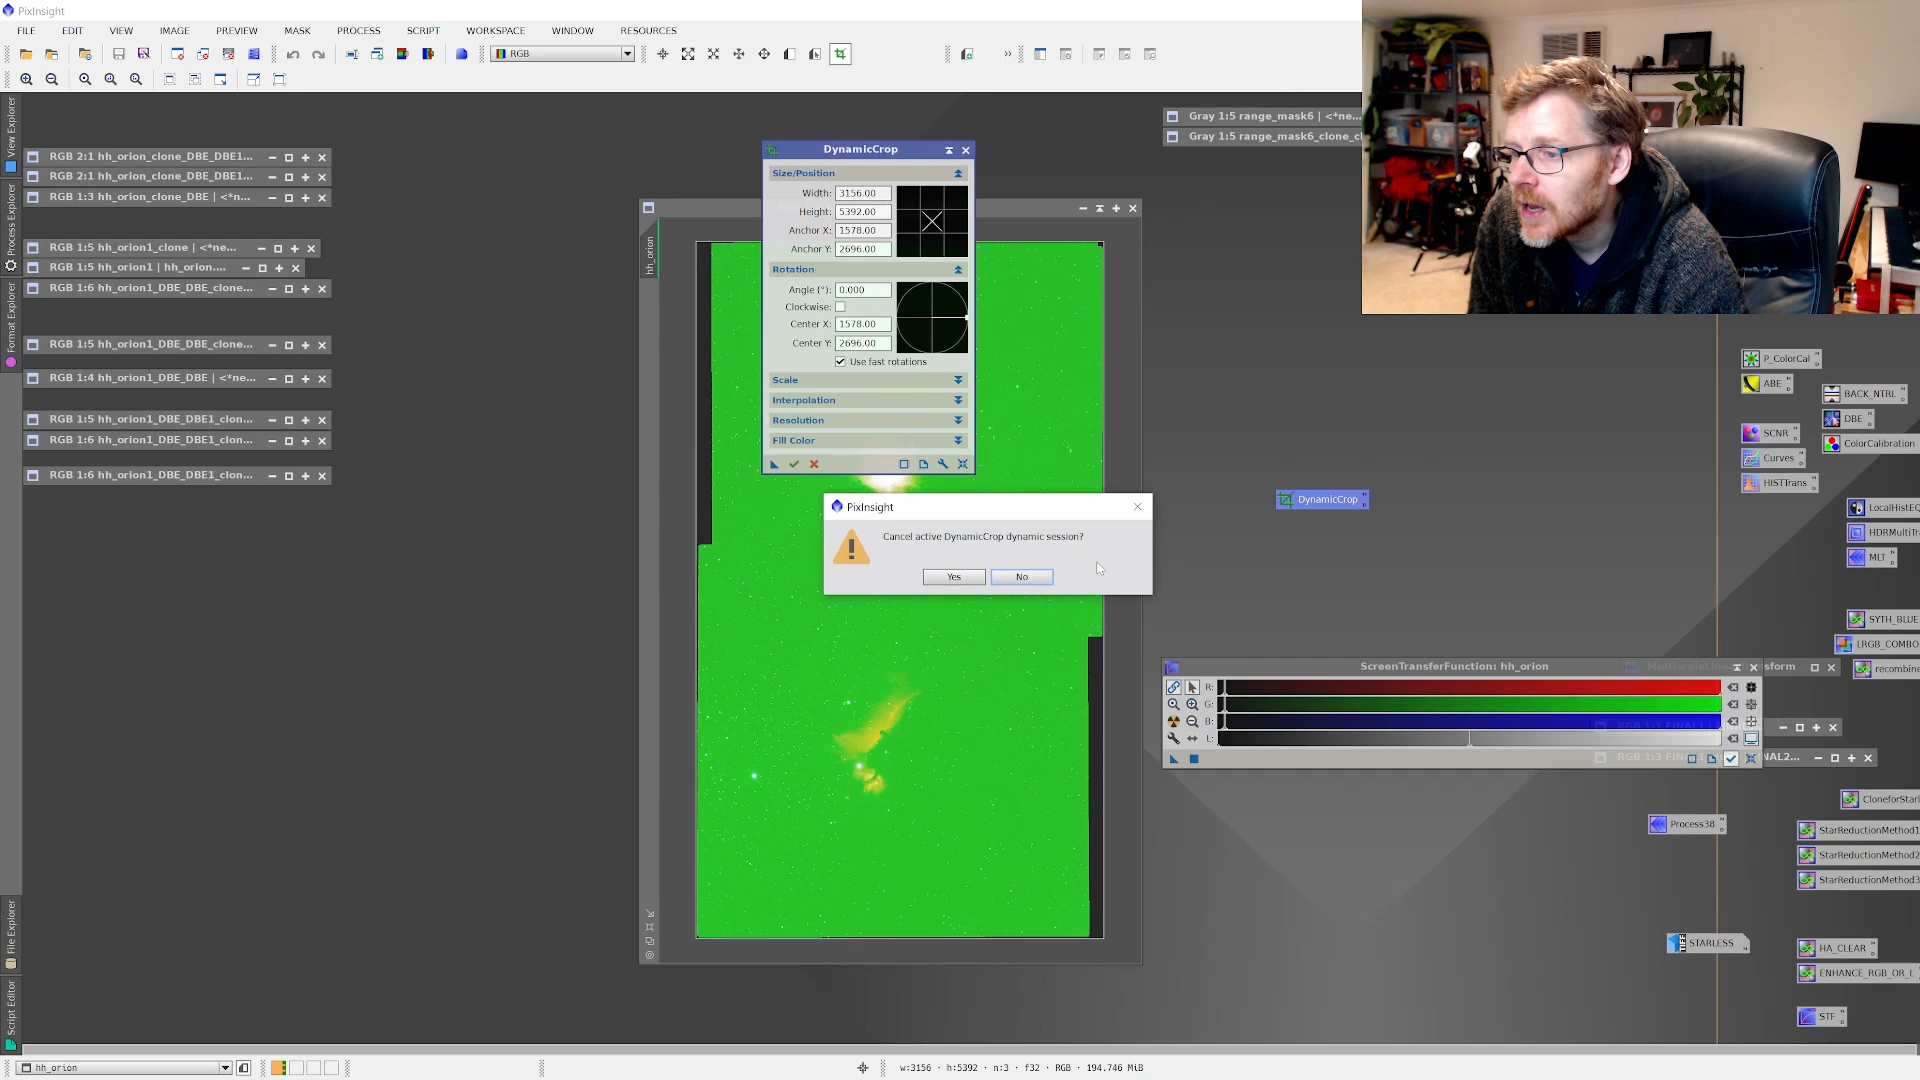 PixInsight
FILE EDIT VIEW IMAGE PREVIEW MASK PROCESS SCRIPT WORKSPACE WINDOW RESOURCES
RGB
View Explorer
Process Explorer
Format Explorer
File Explorer
Script Editor
RGB 2:1 hh_orion_clone_DBE_DBE1...
RGB 2:1 hh_orion_clone_DBE_DBE1...
RGB 1:3 hh_orion_clone_DBE | <*n...
RGB 1:5 hh_orion1_clone | <*ne...
RGB 1:5 hh_orion1 | hh_orion....
RGB 1:6 hh_orion1_DBE_DBE_clone...
RGB 1:5 hh_orion1_DBE_DBE_clone...
RGB 1:4 hh_orion1_DBE_DBE | <*ne...
RGB 1:5 hh_orion1_DBE_DBE1_clon...
RGB 1:6 hh_orion1_DBE_DBE1_clon...
RGB 1:6 hh_orion1_DBE_DBE1_clon...
Gray 1:5 range_mask6 | <*ne...
Gray 1:5 range_mask6_clone_cl
hh_orion
DynamicCrop
Size/Position
Width: 3156.00
Height: 5392.00
Anchor X: 1578.00
Anchor Y: 2696.00
Rotation
Angle (°): 0.000
Clockwise:
Center X: 1578.00
Center Y: 2696.00
Use fast rotations
Scale
Interpolation
Resolution
Fill Color
PixInsight
Cancel active DynamicCrop dynamic session?
Yes No
DynamicCrop
P_ColorCal
ABE
BACK_NTRL
DBE
SCNR
ColorCalibration
Curves
HISTTrans
LocalHistEQ
HDRMultiTr
MLT
SYTH_BLUE
LRGB_COMBO
recombine
ScreenTransferFunction: hh_orion
R:
G:
B:
L:
NAL2...
CloneforStarl
Process38
StarReductionMethod1
StarReductionMethod2
StarReductionMethod3
STARLESS
HA_CLEAR
ENHANCE_RGB_OR_L
STF
hh_orion
w:3156 · h:5392 · n:3 · f32 · RGB · 194.746 MiB